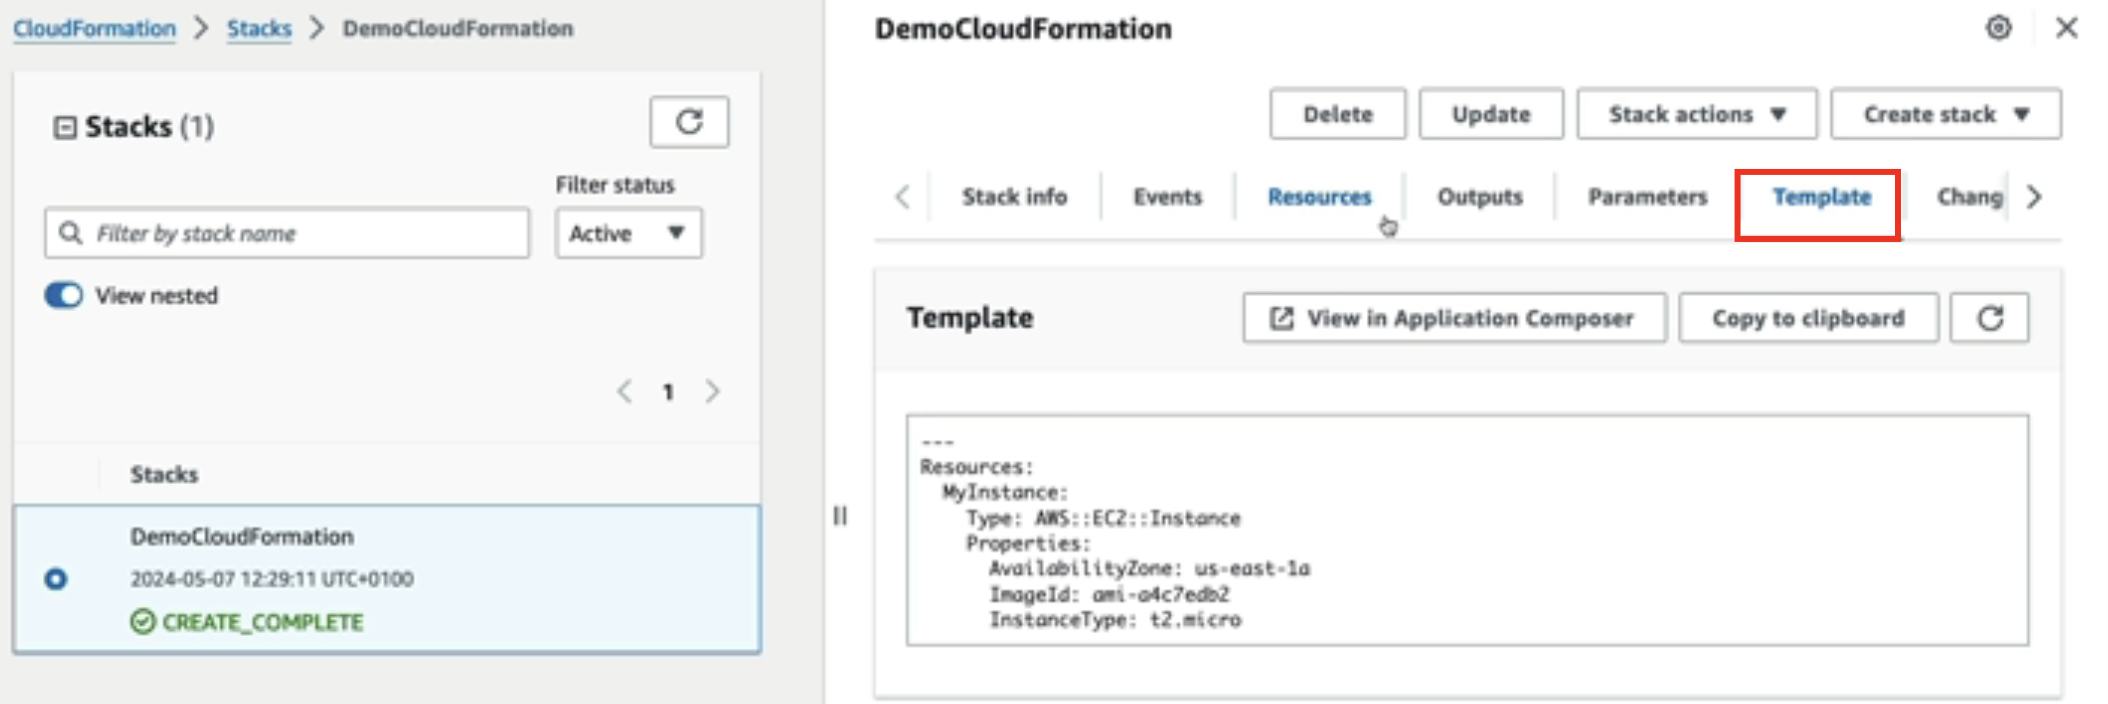 CloudFormation > Stacks > DemoCloudFormation
Stacks (1)
Filter status
Filter by stack name
Active
View nested
1
Stacks
DemoCloudFormation
2024-05-07 12:29:11 UTC+0100
CREATE_COMPLETE
DemoCloudFormation
Delete Update Stack actions Create stack
Stack info Events Resources Outputs Parameters Template Chang
Template
View in Application Composer Copy to clipboard
---
Resources:
MyInstance:
Type: AWS::EC2::Instance
Properties:
AvailabilityZone: us-east-1a
ImageId: ami-a4c7edb2
InstanceType: t2.micro